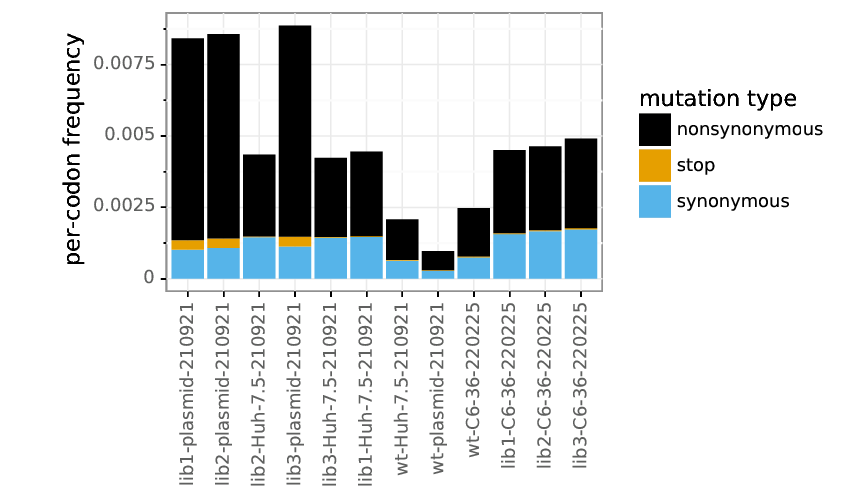 per-codon frequency
0.0075
0.005
0.0025
0
lib1-plasmid-210921
lib2-plasmid-210921
lib2-Huh-7.5-210921
lib3-plasmid-210921
lib3-Huh-7.5-210921
lib1-Huh-7.5-210921
wt-Huh-7.5-210921
wt-plasmid-210921
wt-C6-36-220225
lib1-C6-36-220225
lib2-C6-36-220225
lib3-C6-36-220225
mutation type
nonsynonymous
stop
synonymous